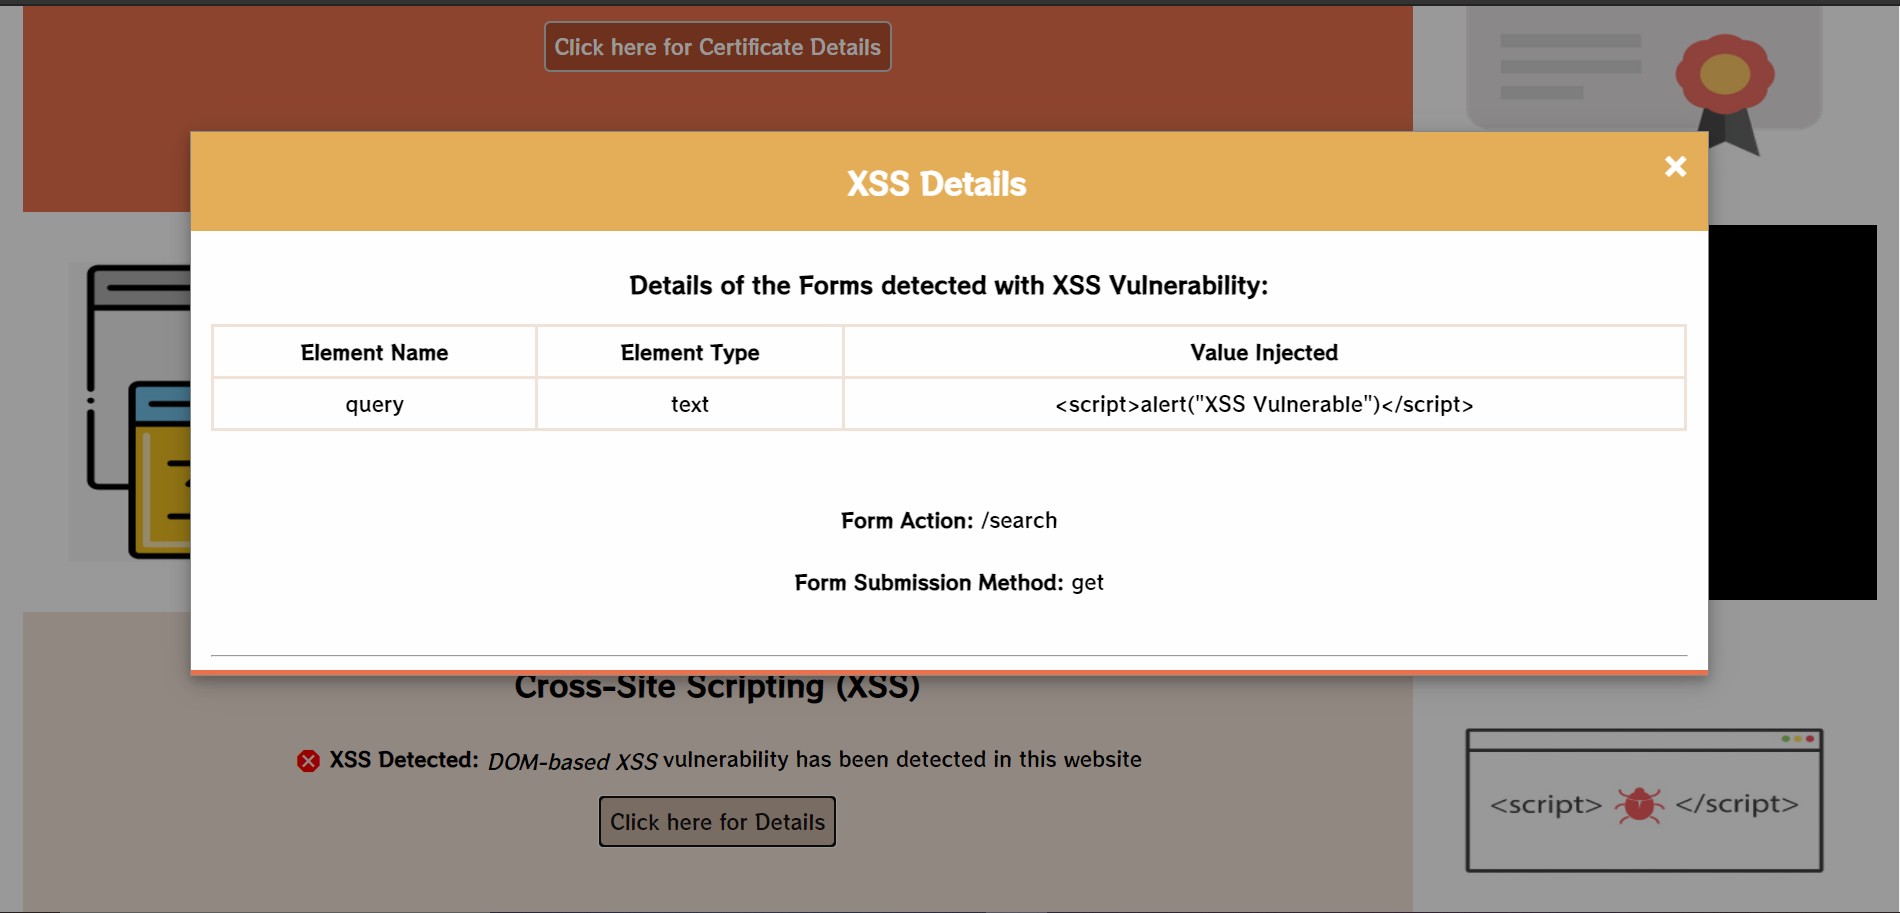 Click here for Certificate Details
XSS Details
Details of the Forms detected with XSS Vulnerability:
Element Name Element Type Value Injected
query text <script>alert("XSS Vulnerable")</script>
Form Action: /search
Form Submission Method: get
Cross-Site Scripting (XSS)
XSS Detected: DOM-based XSS vulnerability has been detected in this website
Click here for Details
<script> </script>